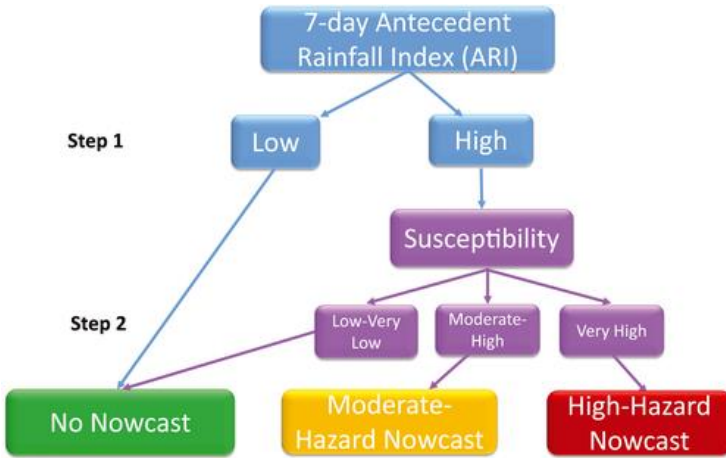 7-day Antecedent
Rainfall Index (ARI)
Step 1
Low
High
Susceptibility
Step 2
Low-Very
Low
Moderate-
High
Very High
No Nowcast
Moderate-
Hazard Nowcast
High-Hazard
Nowcast